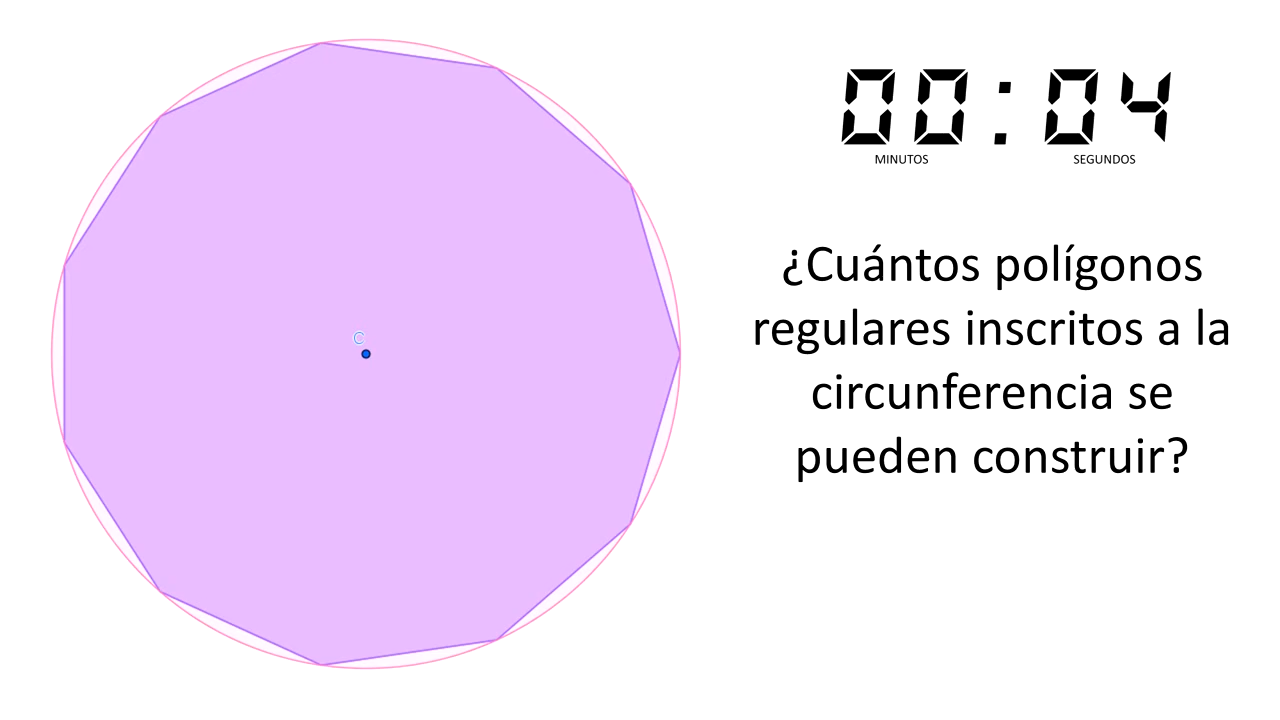 00:04
MINUTOS SEGUNDOS
C
¿Cuántos polígonos
regulares inscritos a la
circunferencia se
pueden construir?